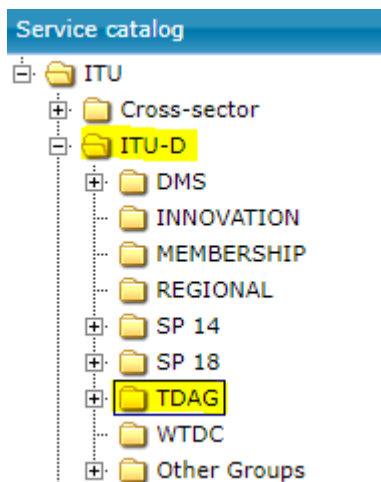 Service catalog
ITU
Cross-sector
ITU-D
DMS
INNOVATION
MEMBERSHIP
REGIONAL
SP 14
SP 18
TDAG
WTDC
Other Groups